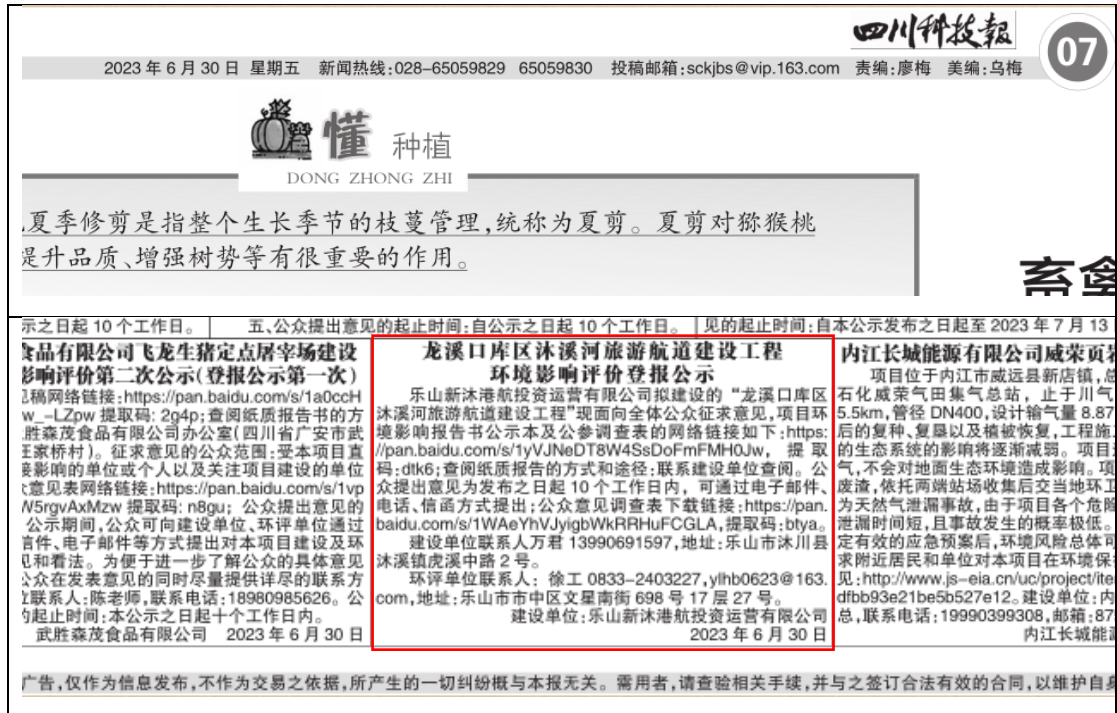 四川科技报
07
2023 年 6 月 30 日 星期五 新闻热线:028-65059829 65059830 投稿邮箱:sckjbs@vip.163.com 责编:廖梅 美编:乌梅
懂 种植
DONG ZHONG ZHI
夏季修剪是指整个生长季节的枝蔓管理,统称为夏剪。夏剪对猕猴桃
提升品质、增强树势等有很重要的作用。
畜禽
示之日起 10 个工作日。
食品有限公司飞龙生猪定点屠宰场建设
影响评价第二次公示(登报公示第一次)
见稿网络链接:https://pan.baidu.com/s/1a0ccH
w_-LZpw 提取码: 2g4p;查阅纸质报告书的方
胜森茂食品有限公司办公室(四川省广安市武
王家桥村)。征求意见的公众范围:受本项目直
接影响的单位或个人以及关注项目建设的单位
众意见表网络链接:https://pan.baidu.com/s/1vp
W5rgvAxMzw 提取码: n8gu; 公众提出意见的
公示期间,公众可向建设单位、环评单位通过
信件、电子邮件等方式提出对本项目建设及环
见和看法。为便于进一步了解公众的具体意见
公众在发表意见的同时尽量提供详尽的联系方
位联系人:陈老师,联系电话:18980985626。公
的起止时间:本公示之日起十个工作日内。
武胜森茂食品有限公司 2023 年 6 月 30 日
五、公众提出意见的起止时间:自公示之日起 10 个工作日。
龙溪口库区沐溪河旅游航道建设工程
环境影响评价登报公示
乐山新沐港航投资运营有限公司拟建设的“龙溪口库区
沐溪河旅游航道建设工程”现面向全体公众征求意见,项目环
境影响报告书公示本及公参调查表的网络链接如下:https:
//pan.baidu.com/s/1yVJNeDT8W4SsDoFmFMH0Jw, 提 取
码:dtk6;查阅纸质报告的方式和途径:联系建设单位查阅。公
众提出意见为发布之日起 10 个工作日内, 可通过电子邮件、
电话、信函方式提出;公众意见调查表下载链接:https://pan.
baidu.com/s/1WAeYhVJyigbWkRRHuFCGLA,提取码:btya。
建设单位联系人万君 13990691597,地址:乐山市沐川县
沐溪镇虎溪中路 2 号。
环评单位联系人: 徐工 0833-2403227,ylhb0623@163.
com,地址:乐山市市中区文星南街 698 号 17 层 27 号。
建设单位:乐山新沐港航投资运营有限公司
2023 年 6 月 30 日
见的起止时间:自本公示发布之日起至 2023 年 7 月 13
内江长城能源有限公司威荣页岩
项目位于内江市威远县新店镇,总
石化威荣气田集气总站, 止于川气
5.5km,管径 DN400,设计输气量 8.87
后的复种、复垦以及植被恢复,工程施工
的生态系统的影响将逐渐减弱。项目
气,不会对地面生态环境造成影响。项
废渣,依托两端站场收集后交当地环卫
为天然气泄漏事故,由于项目各个危险
泄漏时间短,且事故发生的概率极低。
定有效的应急预案后,环境风险总体可
求附近居民和单位对本项目在环境保
见:http://www.js-eia.cn/uc/project/ite
dfbb93e21be5b527e12。建设单位:内
总,联系电话:19990399308,邮箱:87
内江长城能源
广告,仅作为信息发布,不作为交易之依据,所产生的一切纠纷概与本报无关。需用者,请查验相关手续,并与之签订合法有效的合同,以维护自身